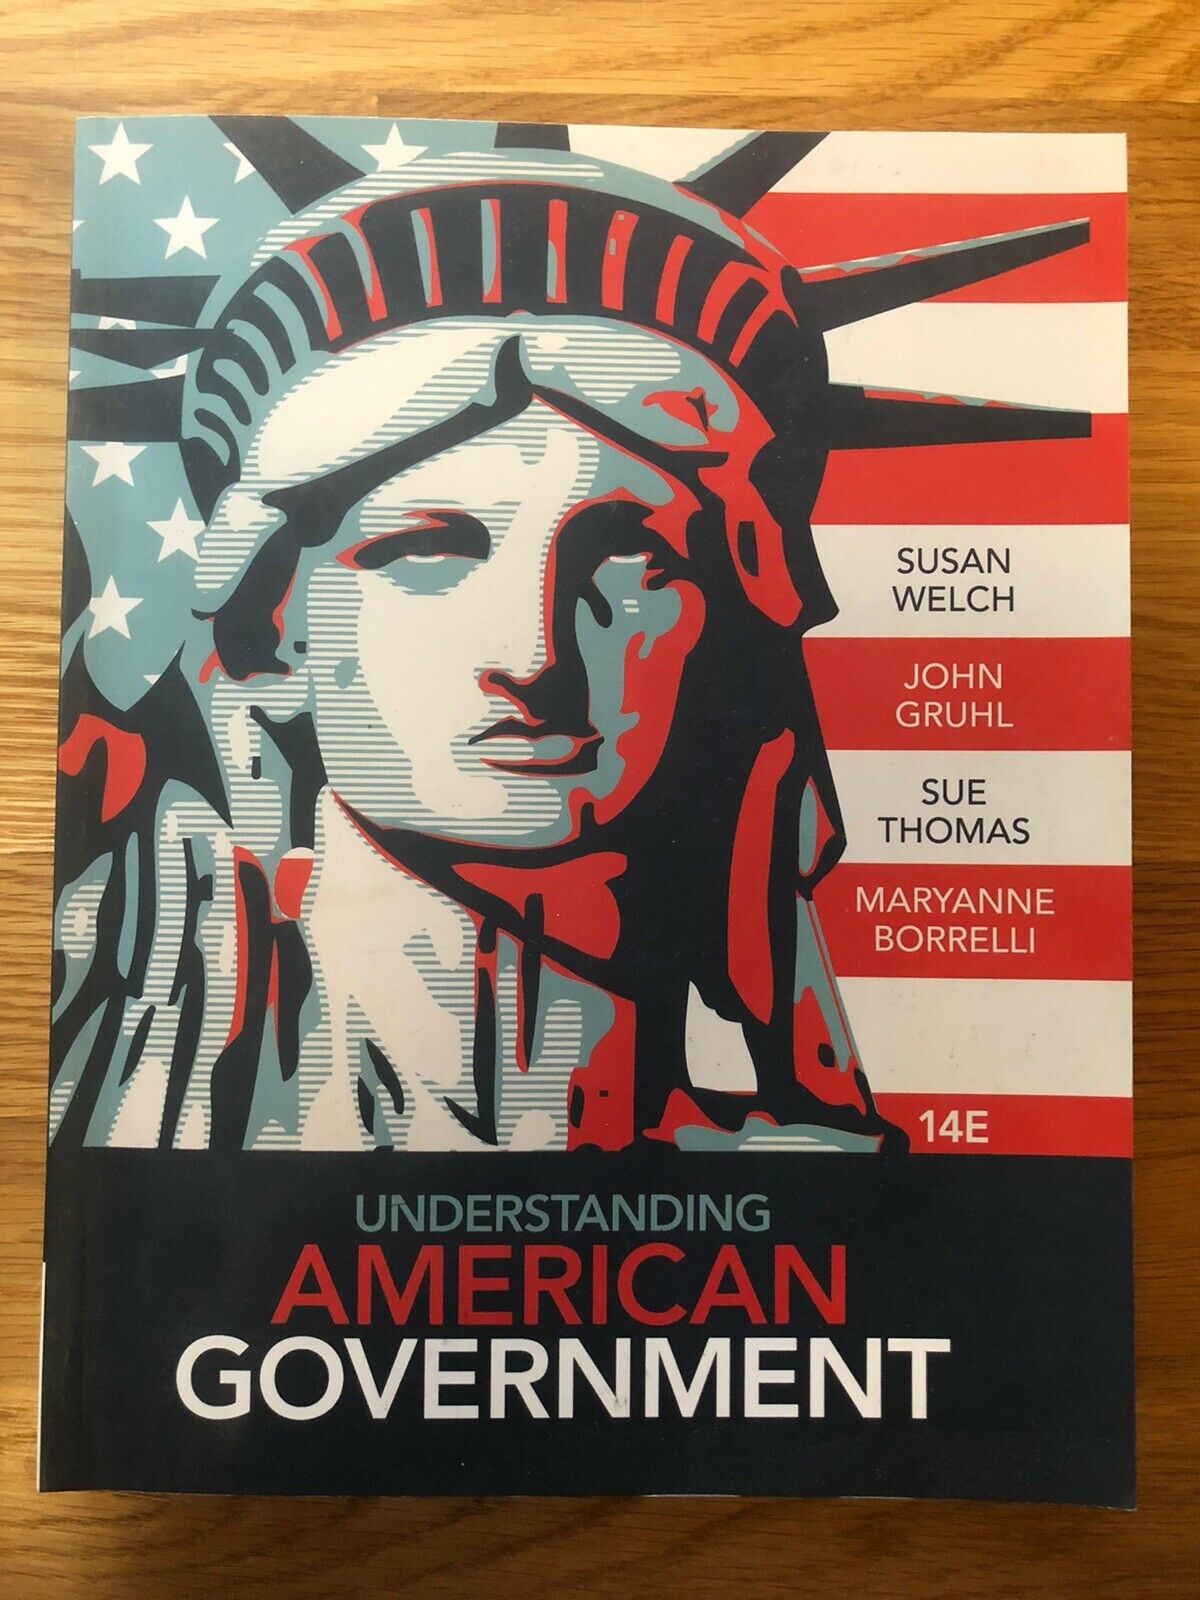 SUSAN
WELCH
JOHN
GRUHL
SUE
THOMAS
MARYANNE
BORRELLI
14E
UNDERSTANDING
AMERICAN
GOVERNMENT